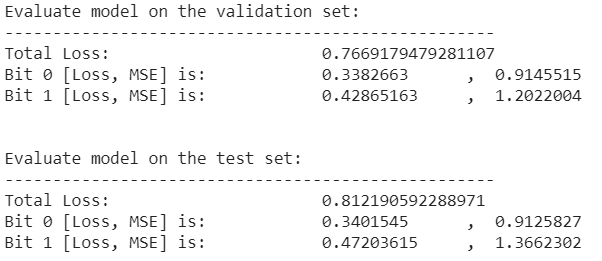 Evaluate model on the validation set:
--------------------------------------------------
Total Loss: 0.7669179479281107
Bit 0 [Loss, MSE] is: 0.3382663 , 0.9145515
Bit 1 [Loss, MSE] is: 0.42865163 , 1.2022004
Evaluate model on the test set:
--------------------------------------------------
Total Loss: 0.812190592288971
Bit 0 [Loss, MSE] is: 0.3401545 , 0.9125827
Bit 1 [Loss, MSE] is: 0.47203615 , 1.3662302